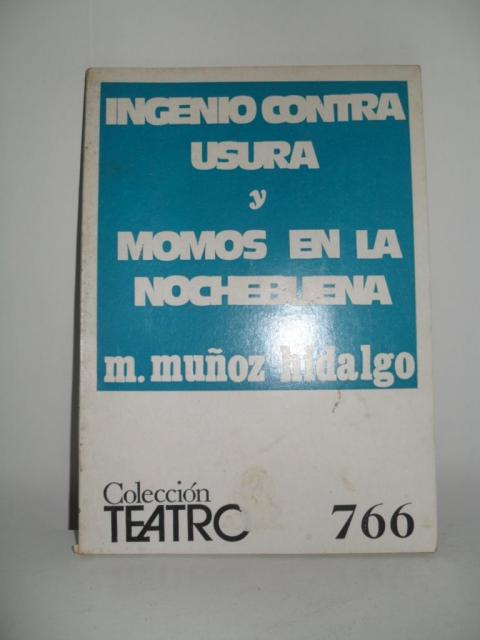 INGENIO CONTRA
USURA
y
MOMOS EN LA
NOCHEBUENA
m. muñoz hidalgo
Colección
TEATRO
766